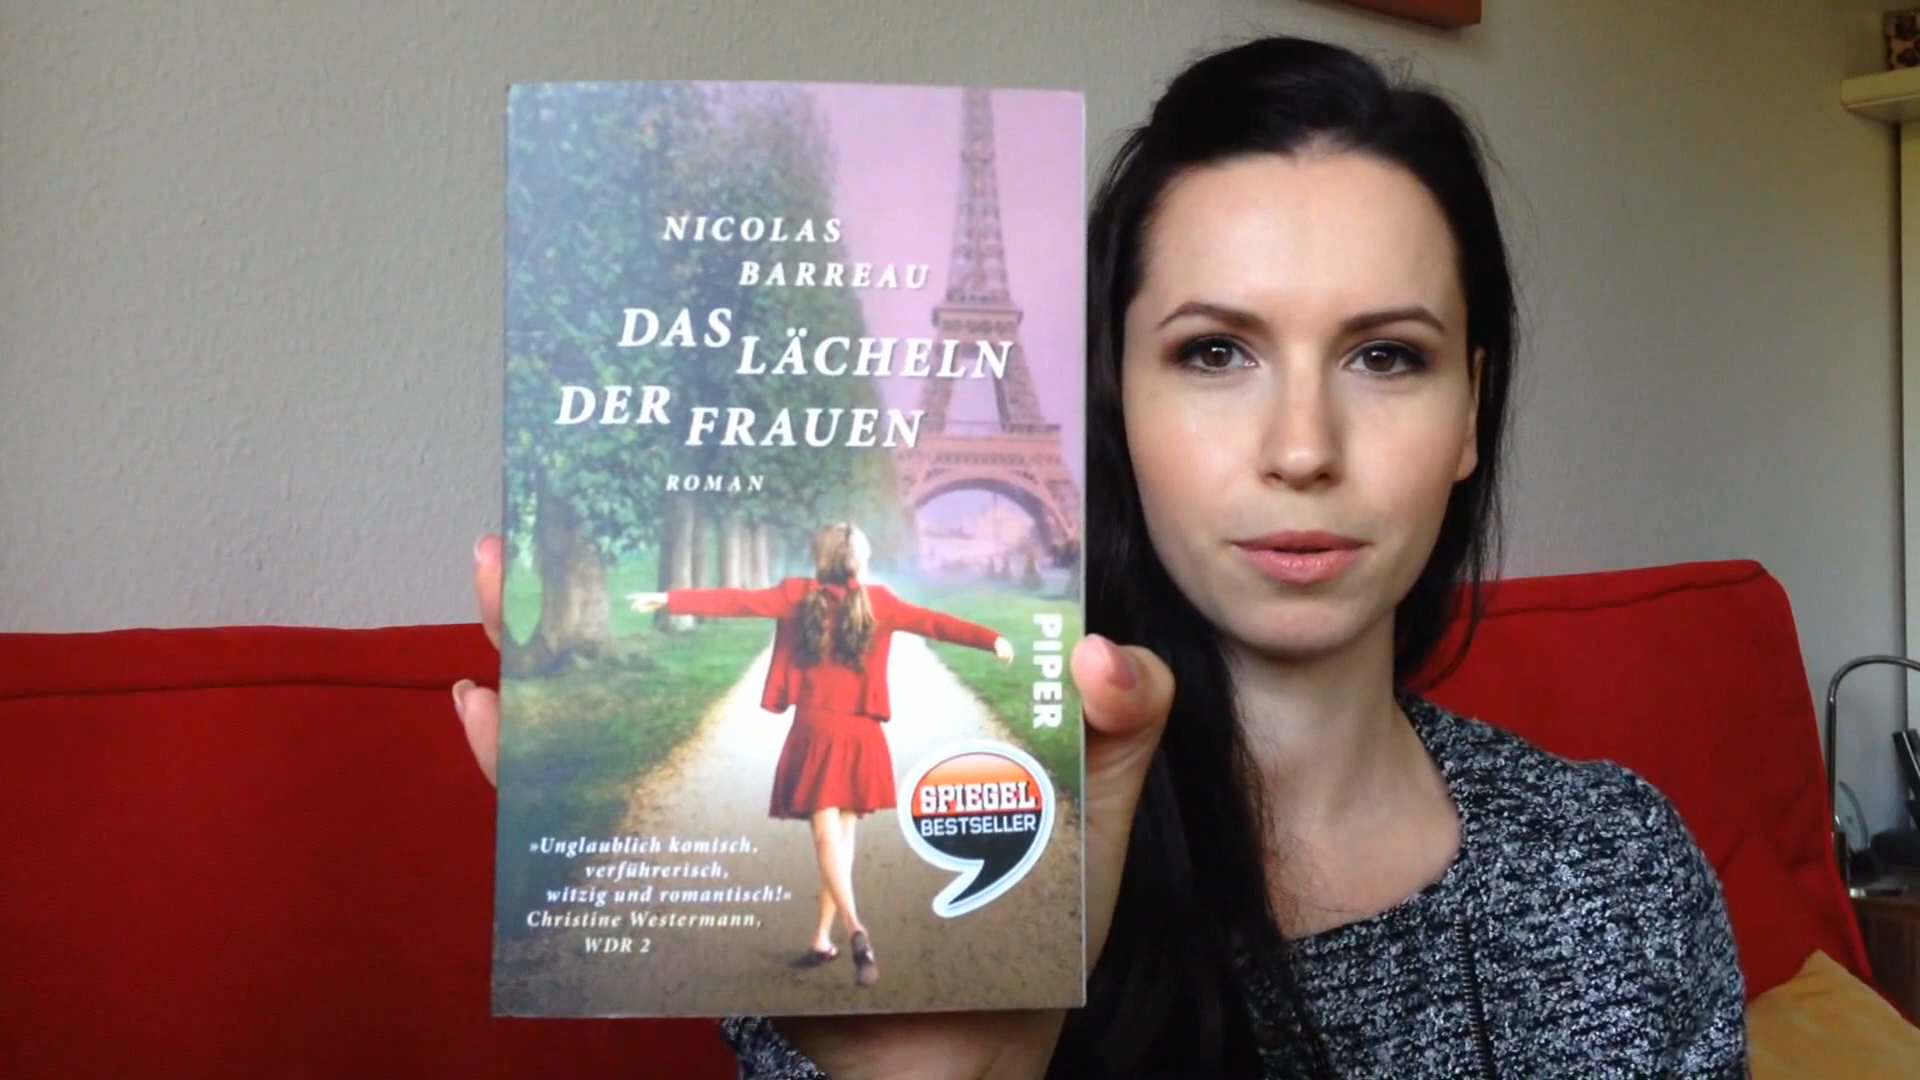 NICOLAS
BARREAU
DAS LÄCHELN
DER FRAUEN
ROMAN
PIPER
SPIEGEL
BESTSELLER
»Unglaublich komisch,
verführerisch,
witzig und romantisch!«
Christine Westermann,
WDR 2